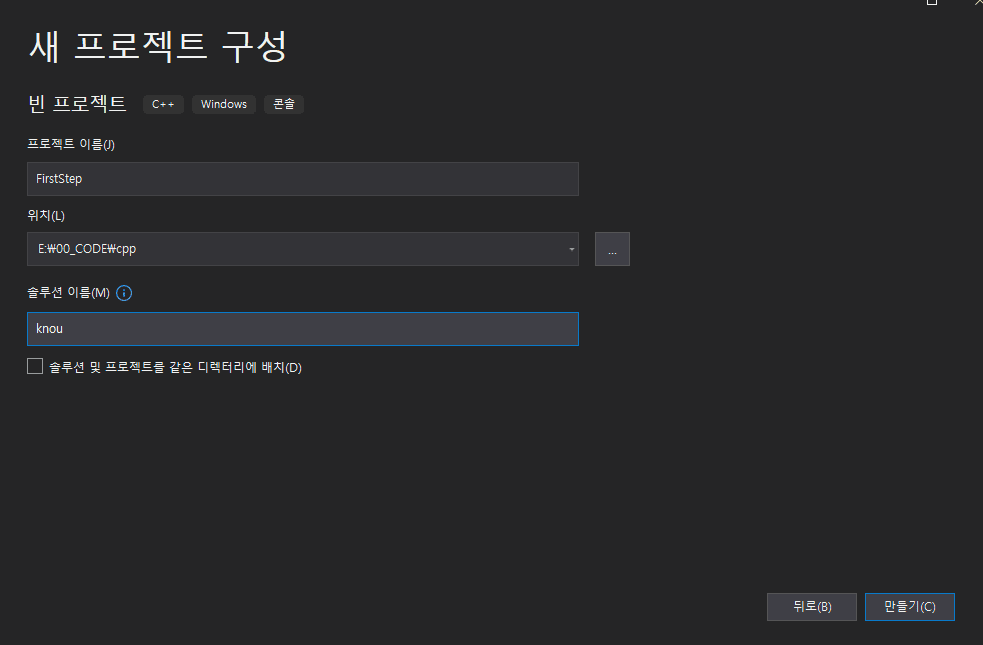 새 프로젝트 구성
빈 프로젝트 C++ Windows 콘솔
프로젝트 이름(J)
FirstStep
위치(L)
E:₩00_CODE₩cpp
...
솔루션 이름(M)
knou
솔루션 및 프로젝트를 같은 디렉터리에 배치(D)
뒤로(B) 만들기(C)